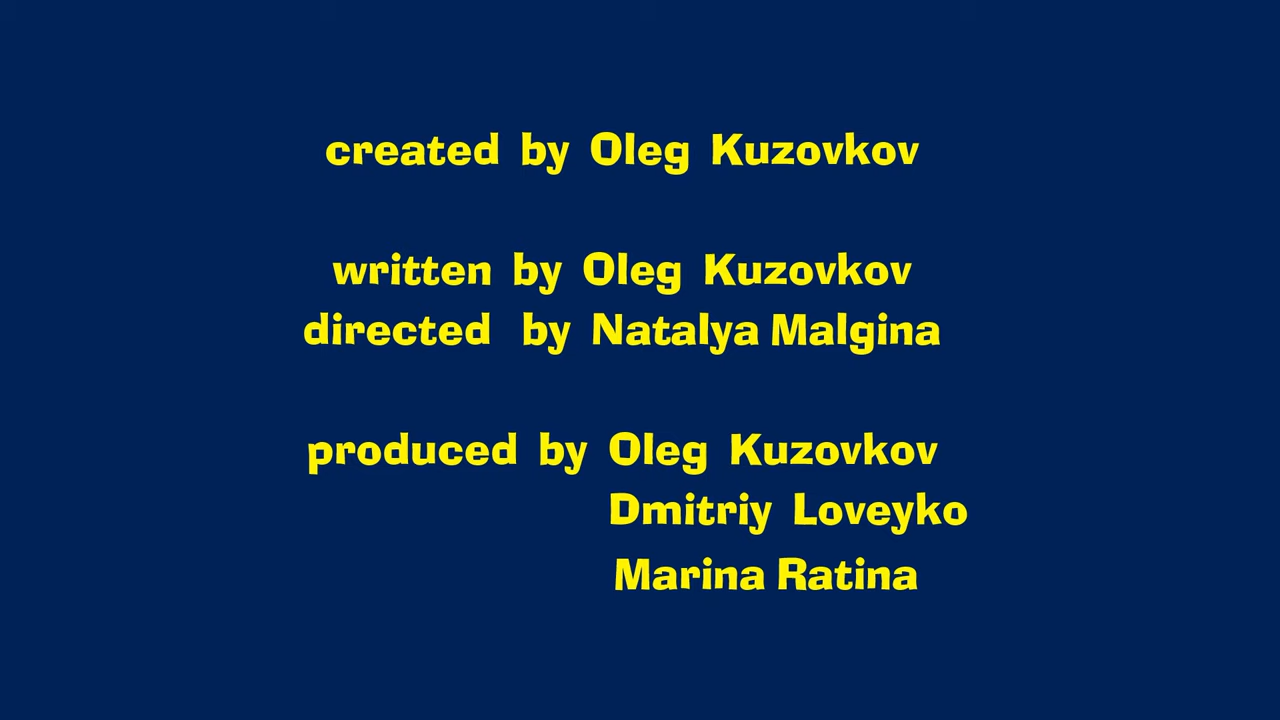 created by Oleg Kuzovkov
written by Oleg Kuzovkov
directed by Natalya Malgina
produced by Oleg Kuzovkov
Dmitriy Loveyko
Marina Ratina